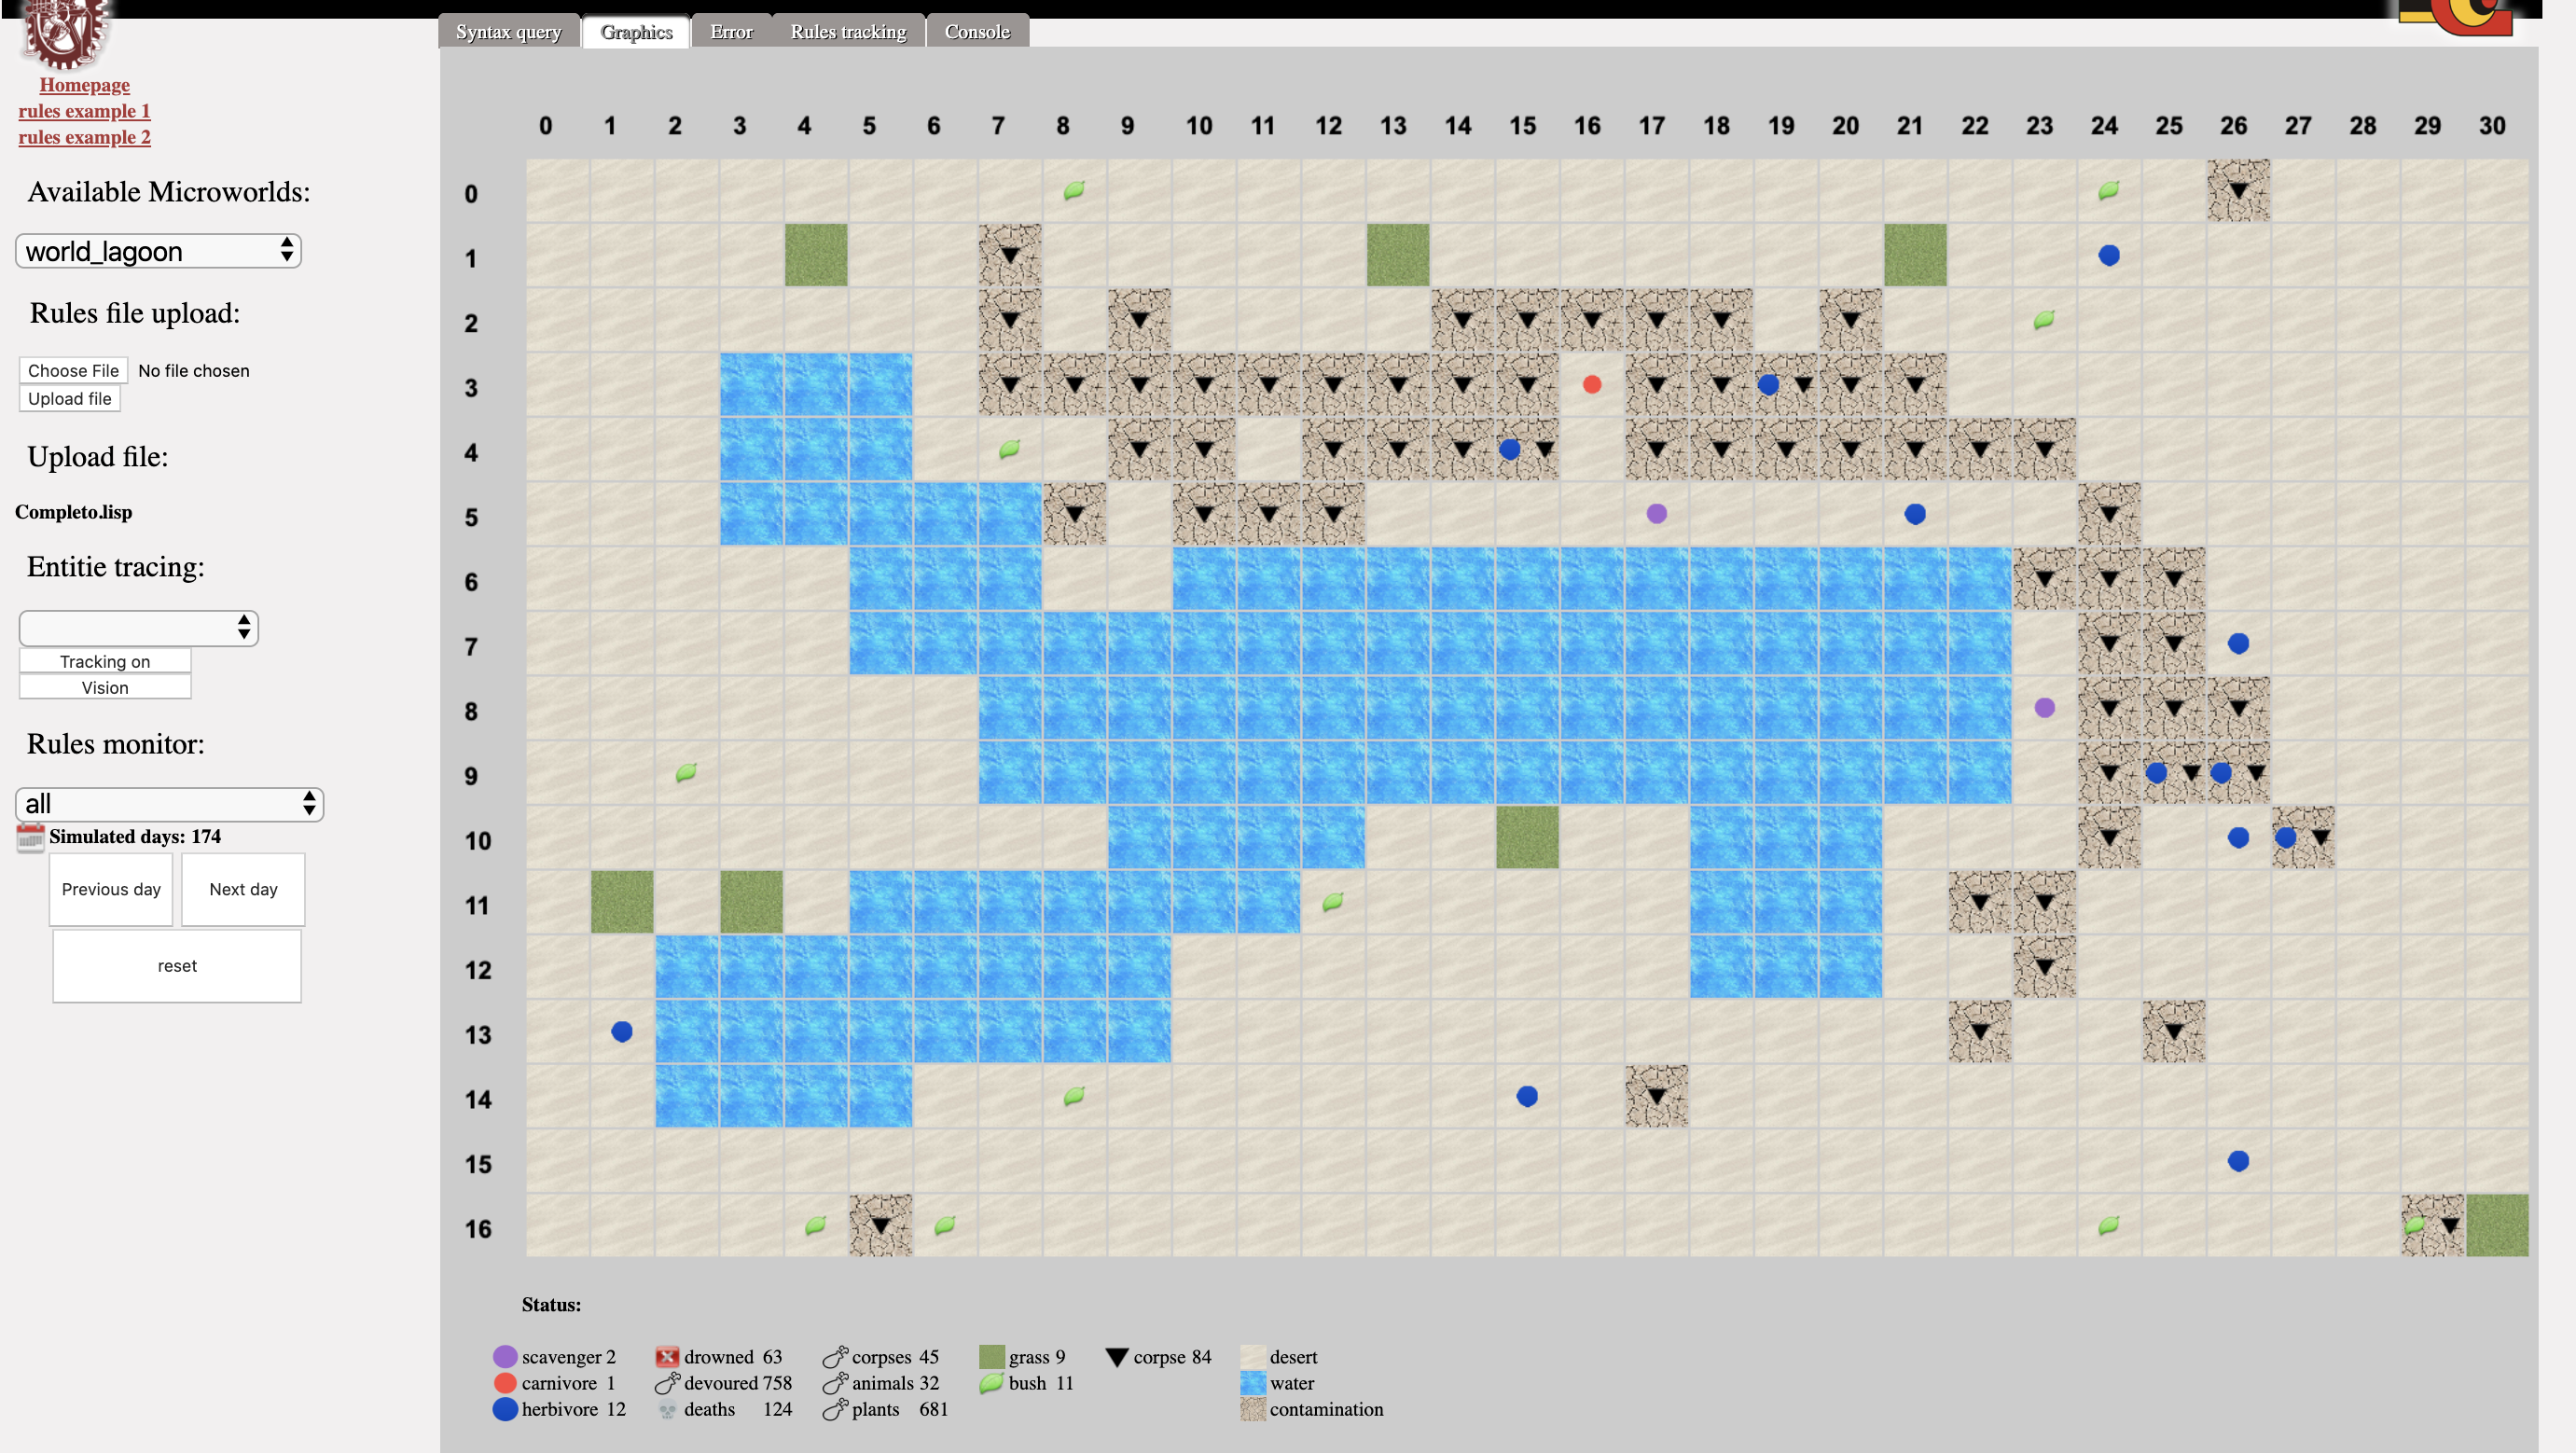 Syntax query Graphics Error Rules tracking Console
Homepage
rules example 1
rules example 2
Available Microworlds:
world_lagoon
Rules file upload:
Choose File No file chosen
Upload file
Upload file:
Completo.lisp
Entitie tracing:
Tracking on
Vision
Rules monitor:
all
Simulated days: 174
Previous day Next day
reset
0 1 2 3 4 5 6 7 8 9 10 11 12 13 14 15 16 17 18 19 20 21 22 23 24 25 26 27 28 29 30
0
1
2
3
4
5
6
7
8
9
10
11
12
13
14
15
16
Status:
scavenger 2 drowned 63 corpses 45 grass 9 corpse 84 desert
carnivore 1 devoured 758 animals 32 bush 11 water
herbivore 12 deaths 124 plants 681 contamination